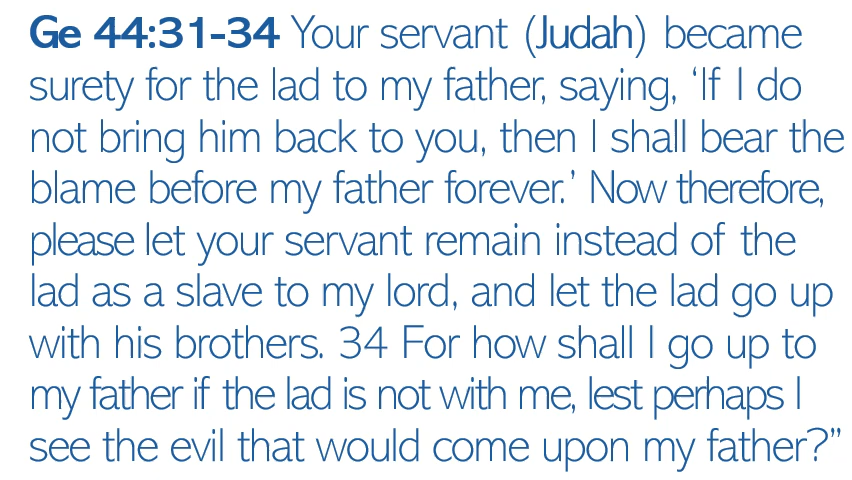 Ge 44:31-34 Your servant (Judah) became
surety for the lad to my father, saying, ‘If I do
not bring him back to you, then I shall bear the
blame before my father forever.’ Now therefore,
please let your servant remain instead of the
lad as a slave to my lord, and let the lad go up
with his brothers. 34 For how shall I go up to
my father if the lad is not with me, lest perhaps I
see the evil that would come upon my father?”